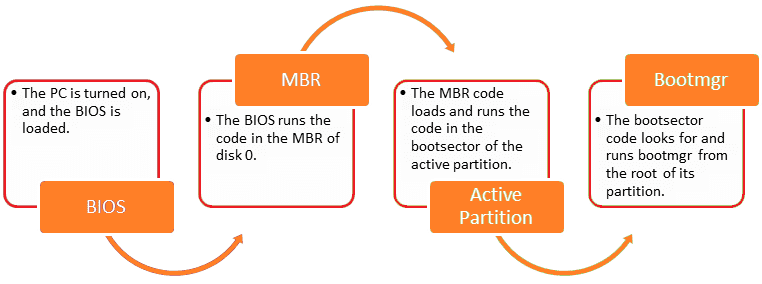 • The PC is turned on,
and the BIOS is
loaded.
BIOS
MBR
• The BIOS runs the
code in the MBR of
disk 0.
• The MBR code
loads and runs the
code in the
bootsector of the
active partition.
Active
Partition
Bootmgr
• The bootsector
code looks for and
runs bootmgr from
the root of its
partition.